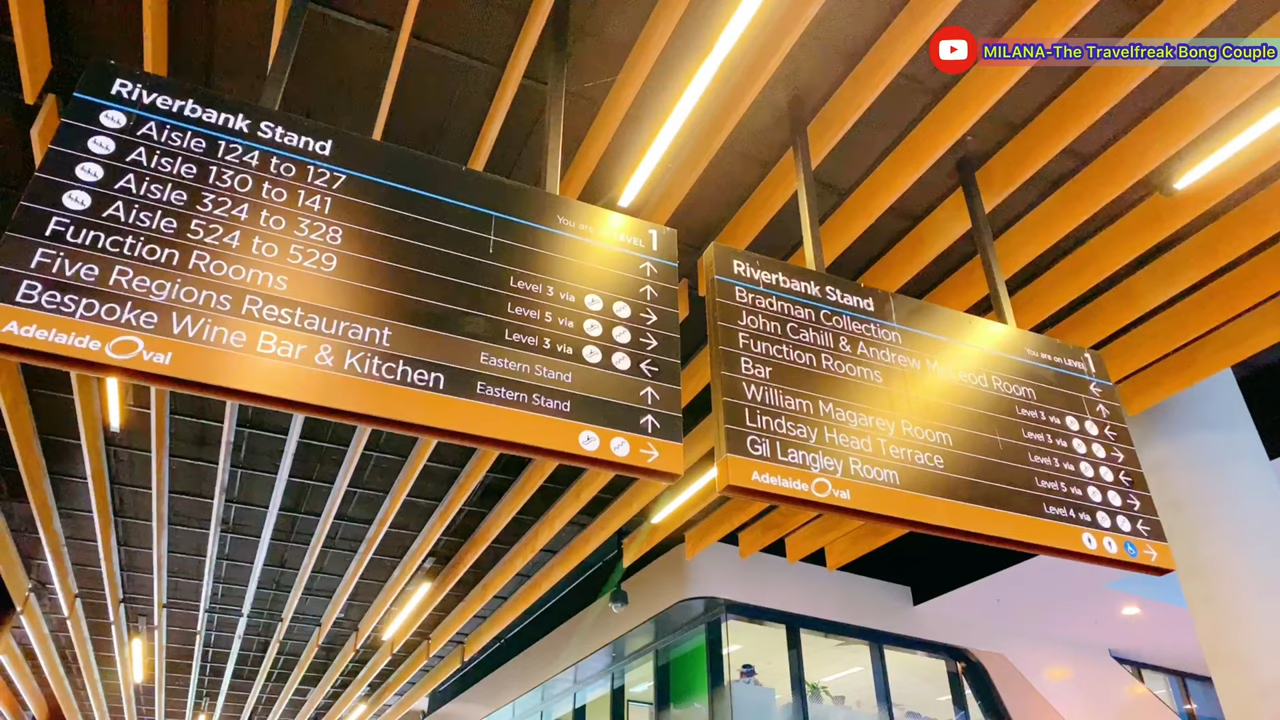 MILANA-The Travelfreak Bong Couple
Riverbank Stand
You are on LEVEL 1
Aisle 124 to 127
Aisle 130 to 141
Aisle 324 to 328 Level 3 via
Aisle 524 to 529 Level 5 via
Function Rooms Level 3 via
Five Regions Restaurant Eastern Stand
Bespoke Wine Bar & Kitchen Eastern Stand
Adelaide Oval
Riverbank Stand
You are on LEVEL 1
Bradman Collection
John Cahill & Andrew McLeod Room
Function Rooms Level 3 via
Bar Level 3 via
William Magarey Room Level 3 via
Lindsay Head Terrace Level 5 via
Gil Langley Room Level 4 via
Adelaide Oval